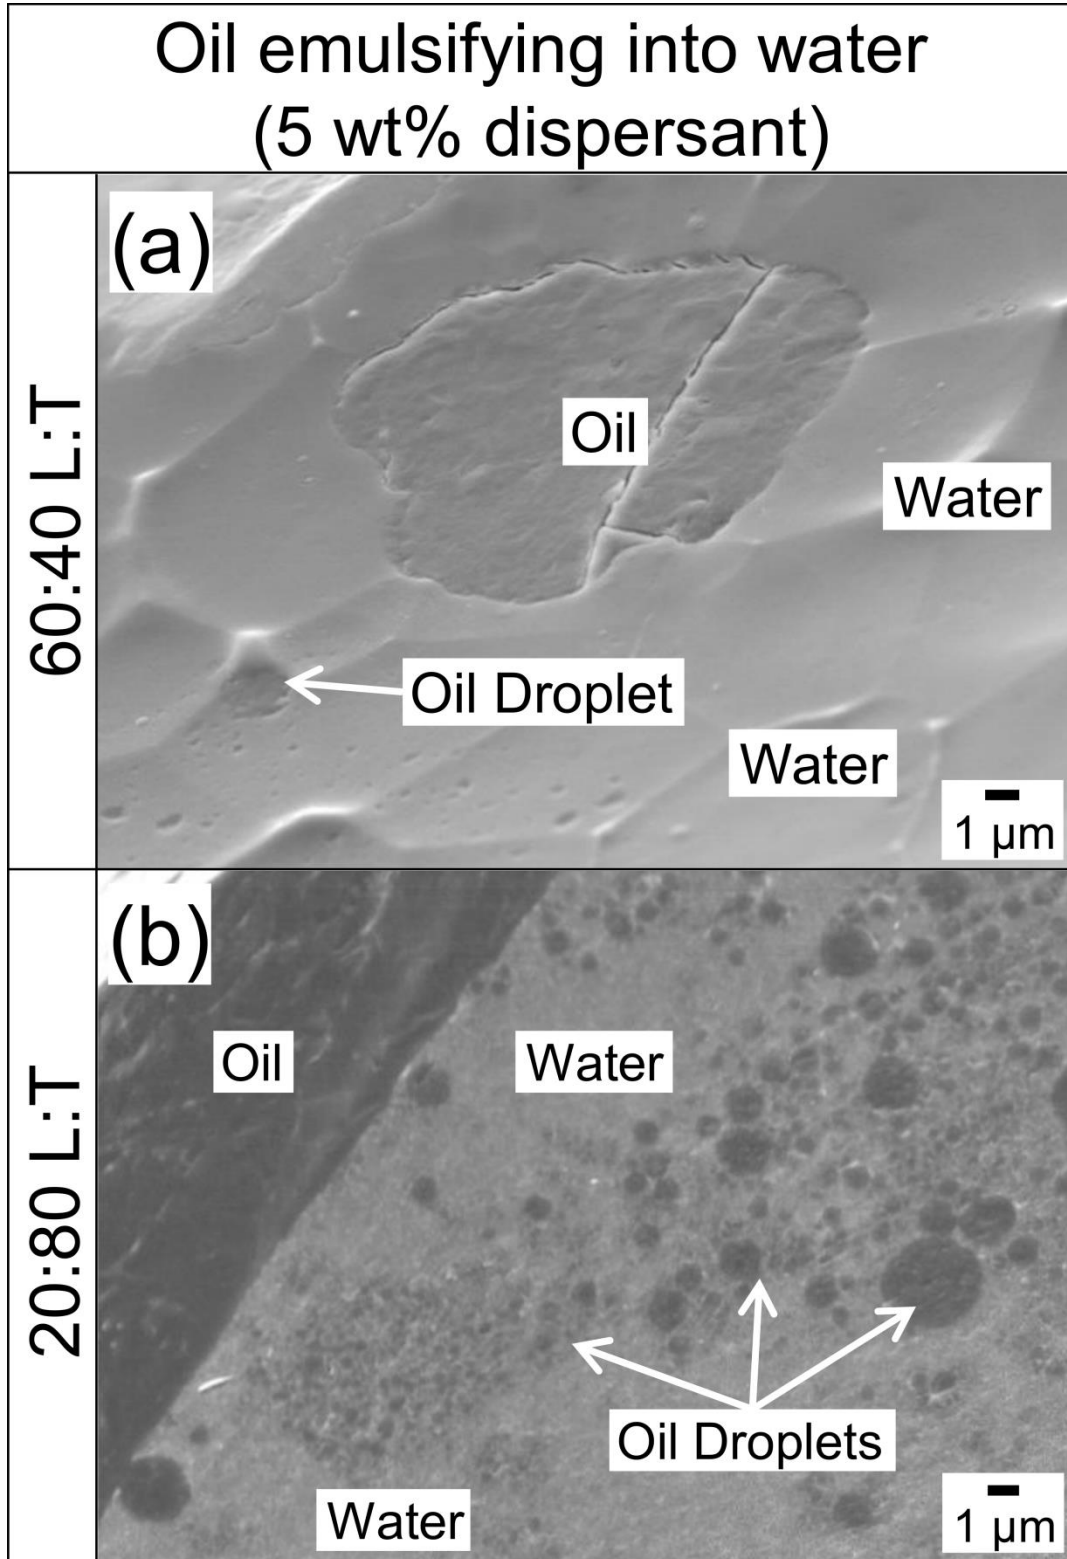 Oil emulsifying into water
(5 wt% dispersant)
60:40 L:T
(a)
Oil
Water
Oil Droplet
Water
1 µm
20:80 L:T
(b)
Oil
Water
Oil Droplets
Water
1 µm